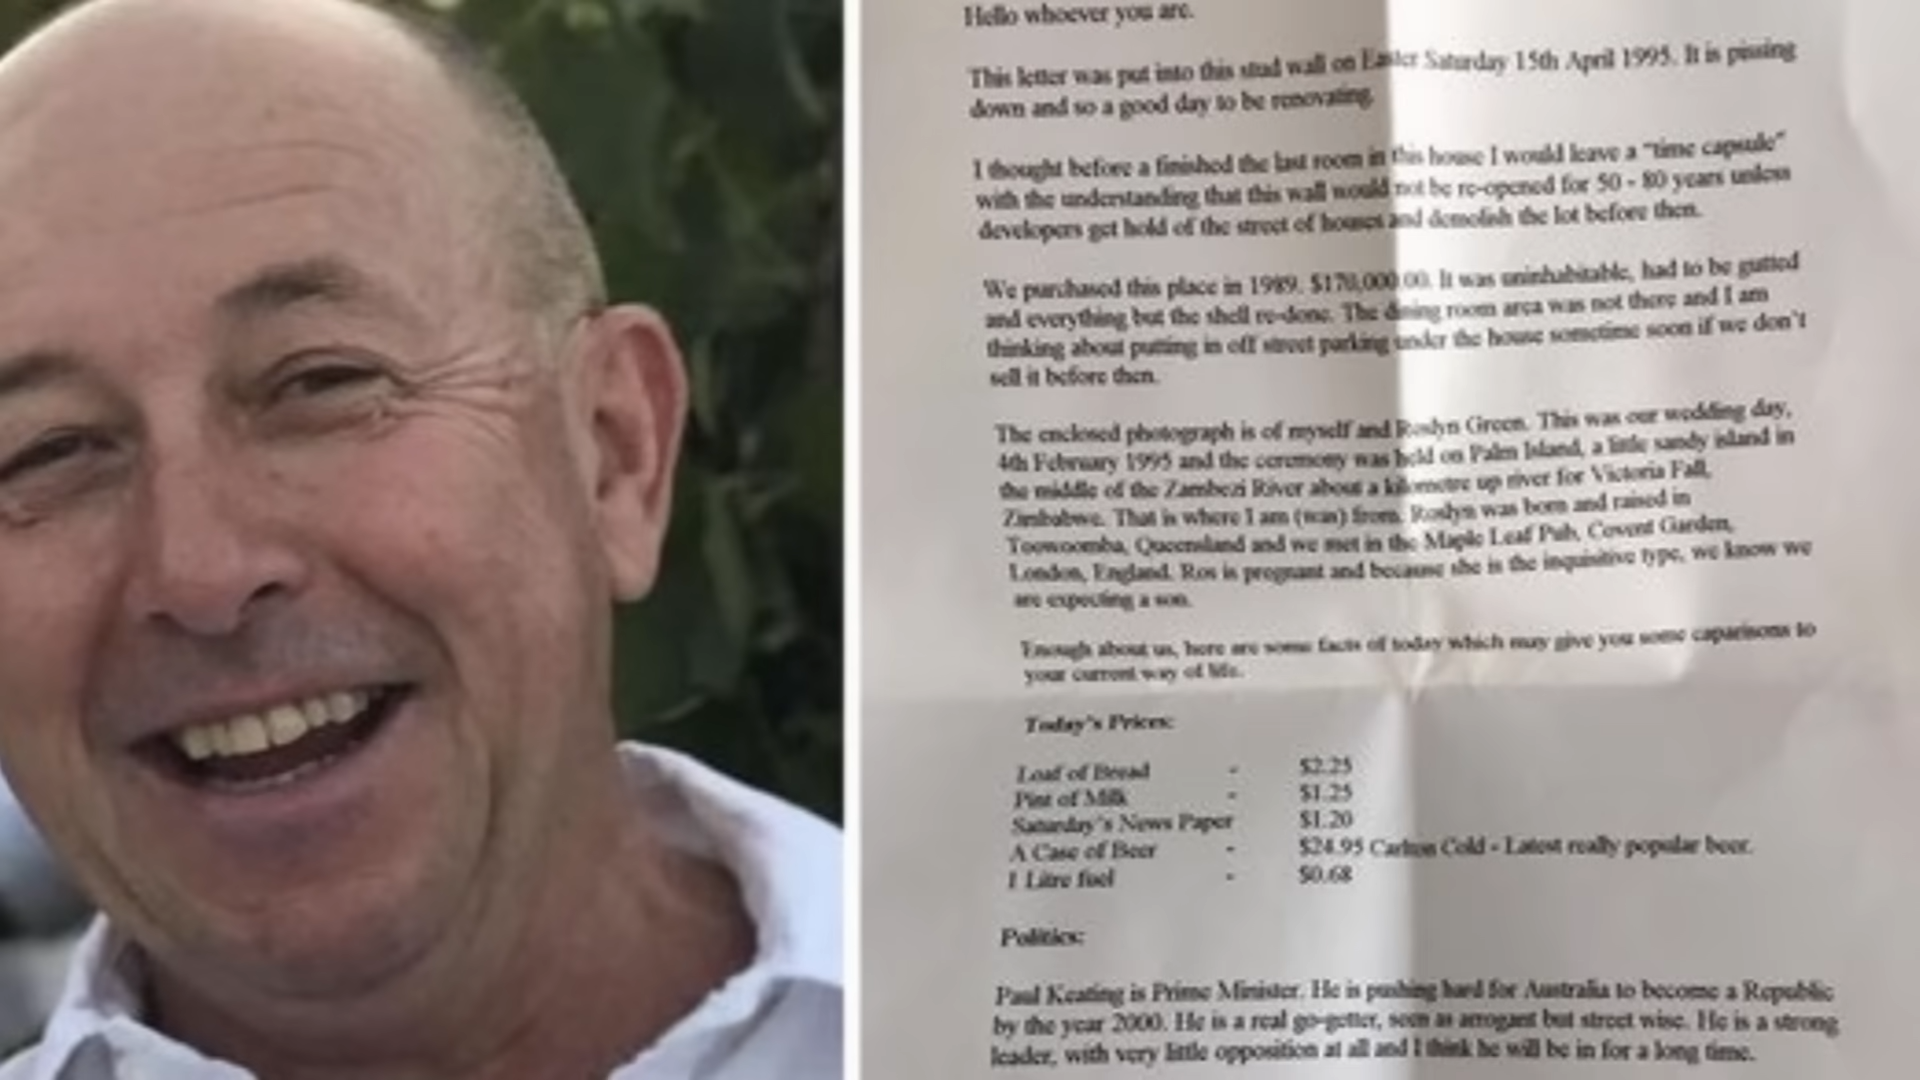 Hello whoever you are.
This letter was put into this stud wall on Easter Saturday 15th April 1995. It is pissing
down and so a good day to be renovating.
I thought before a finished the last room in this house I would leave a "time capsule"
with the understanding that this wall would not be re-opened for 50 - 80 years unless
developers get hold of the street of houses and demolish the lot before then.
We purchased this place in 1989. $170,000.00. It was uninhabitable, had to be gutted
and everything but the shell re-done. The dining room area was not there and I am
thinking about putting in off street parking under the house sometime soon if we don't
sell it before then.
The enclosed photograph is of myself and Roslyn Green. This was our wedding day,
4th February 1995 and the ceremony was held on Palm Island, a little sandy island in
the middle of the Zambezi River about a kilometre up river for Victoria Fall,
Zimbabwe. That is where I am (was) from. Roslyn was born and raised in
Toowoomba, Queensland and we met in the Maple Leaf Pub, Covent Garden,
London, England. Ros is pregnant and because she is the inquisitive type, we know we
are expecting a son.
Enough about us, here are some facts of today which may give you some caparisons to
your current way of life.
Today's Prices:
Loaf of Bread - $2.25
Pint of Milk - $1.25
Saturday's News Paper $1.20
A Case of Beer - $24.95 Carlton Cold - Latest really popular beer.
1 Litre fuel - $0.68
Politics:
Paul Keating is Prime Minister. He is pushing hard for Australia to become a Republic
by the year 2000. He is a real go-getter, seen as arrogant but street wise. He is a strong
leader, with very little opposition at all and I think he will be in for a long time.